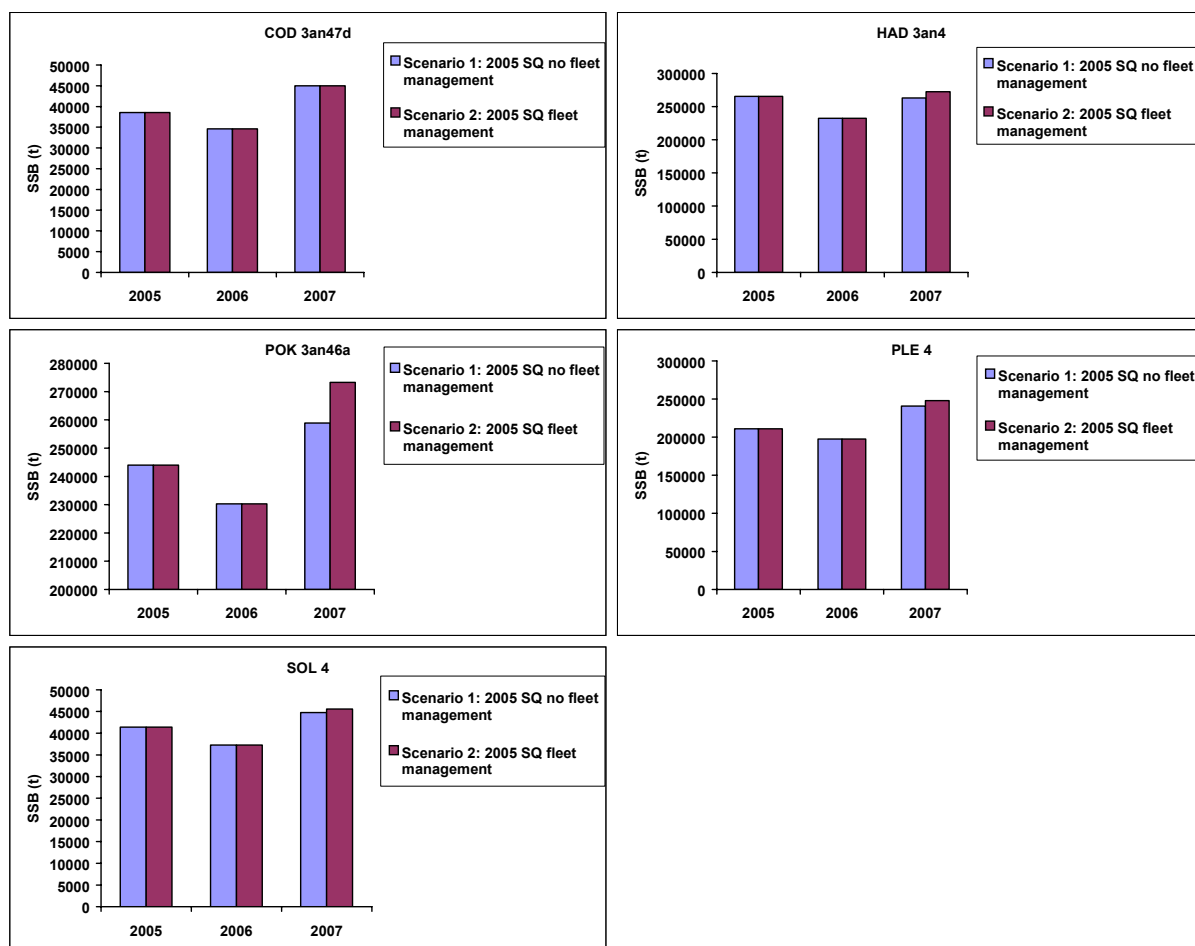 COD 3an47d
SSB (t)
50000
45000
40000
35000
30000
25000
20000
15000
10000
5000
0
2005 2006 2007
Scenario 1: 2005 SQ no fleet
management
Scenario 2: 2005 SQ fleet
management
HAD 3an4
SSB (t)
300000
250000
200000
150000
100000
50000
0
2005 2006 2007
Scenario 1: 2005 SQ no fleet
management
Scenario 2: 2005 SQ fleet
management
POK 3an46a
SSB (t)
280000
270000
260000
250000
240000
230000
220000
210000
200000
2005 2006 2007
Scenario 1: 2005 SQ no fleet
management
Scenario 2: 2005 SQ fleet
management
PLE 4
SSB (t)
300000
250000
200000
150000
100000
50000
0
2005 2006 2007
Scenario 1: 2005 SQ no fleet
management
Scenario 2: 2005 SQ fleet
management
SOL 4
SSB (t)
50000
45000
40000
35000
30000
25000
20000
15000
10000
5000
0
2005 2006 2007
Scenario 1: 2005 SQ no fleet
management
Scenario 2: 2005 SQ fleet
management